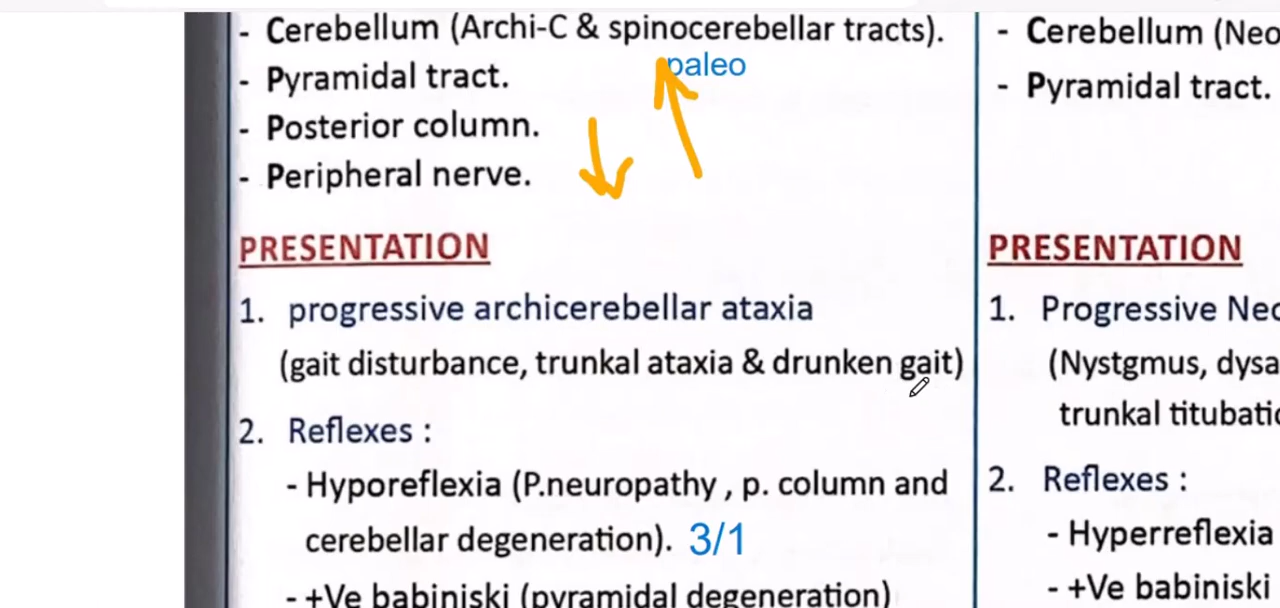 - Cerebellum (Archi-C & spinocerebellar tracts).
paleo
- Pyramidal tract.
- Posterior column.
- Peripheral nerve.
PRESENTATION
1. progressive archicerebellar ataxia
(gait disturbance, trunkal ataxia & drunken gait)
2. Reflexes :
- Hyporeflexia (P.neuropathy , p. column and
cerebellar degeneration). 3/1
- +Ve babiniski (pyramidal degeneration)
- Cerebellum (Neo
- Pyramidal tract.
PRESENTATION
1. Progressive Neo
(Nystgmus, dysa
trunkal titubatio
2. Reflexes :
- Hyperreflexia
- +Ve babiniski